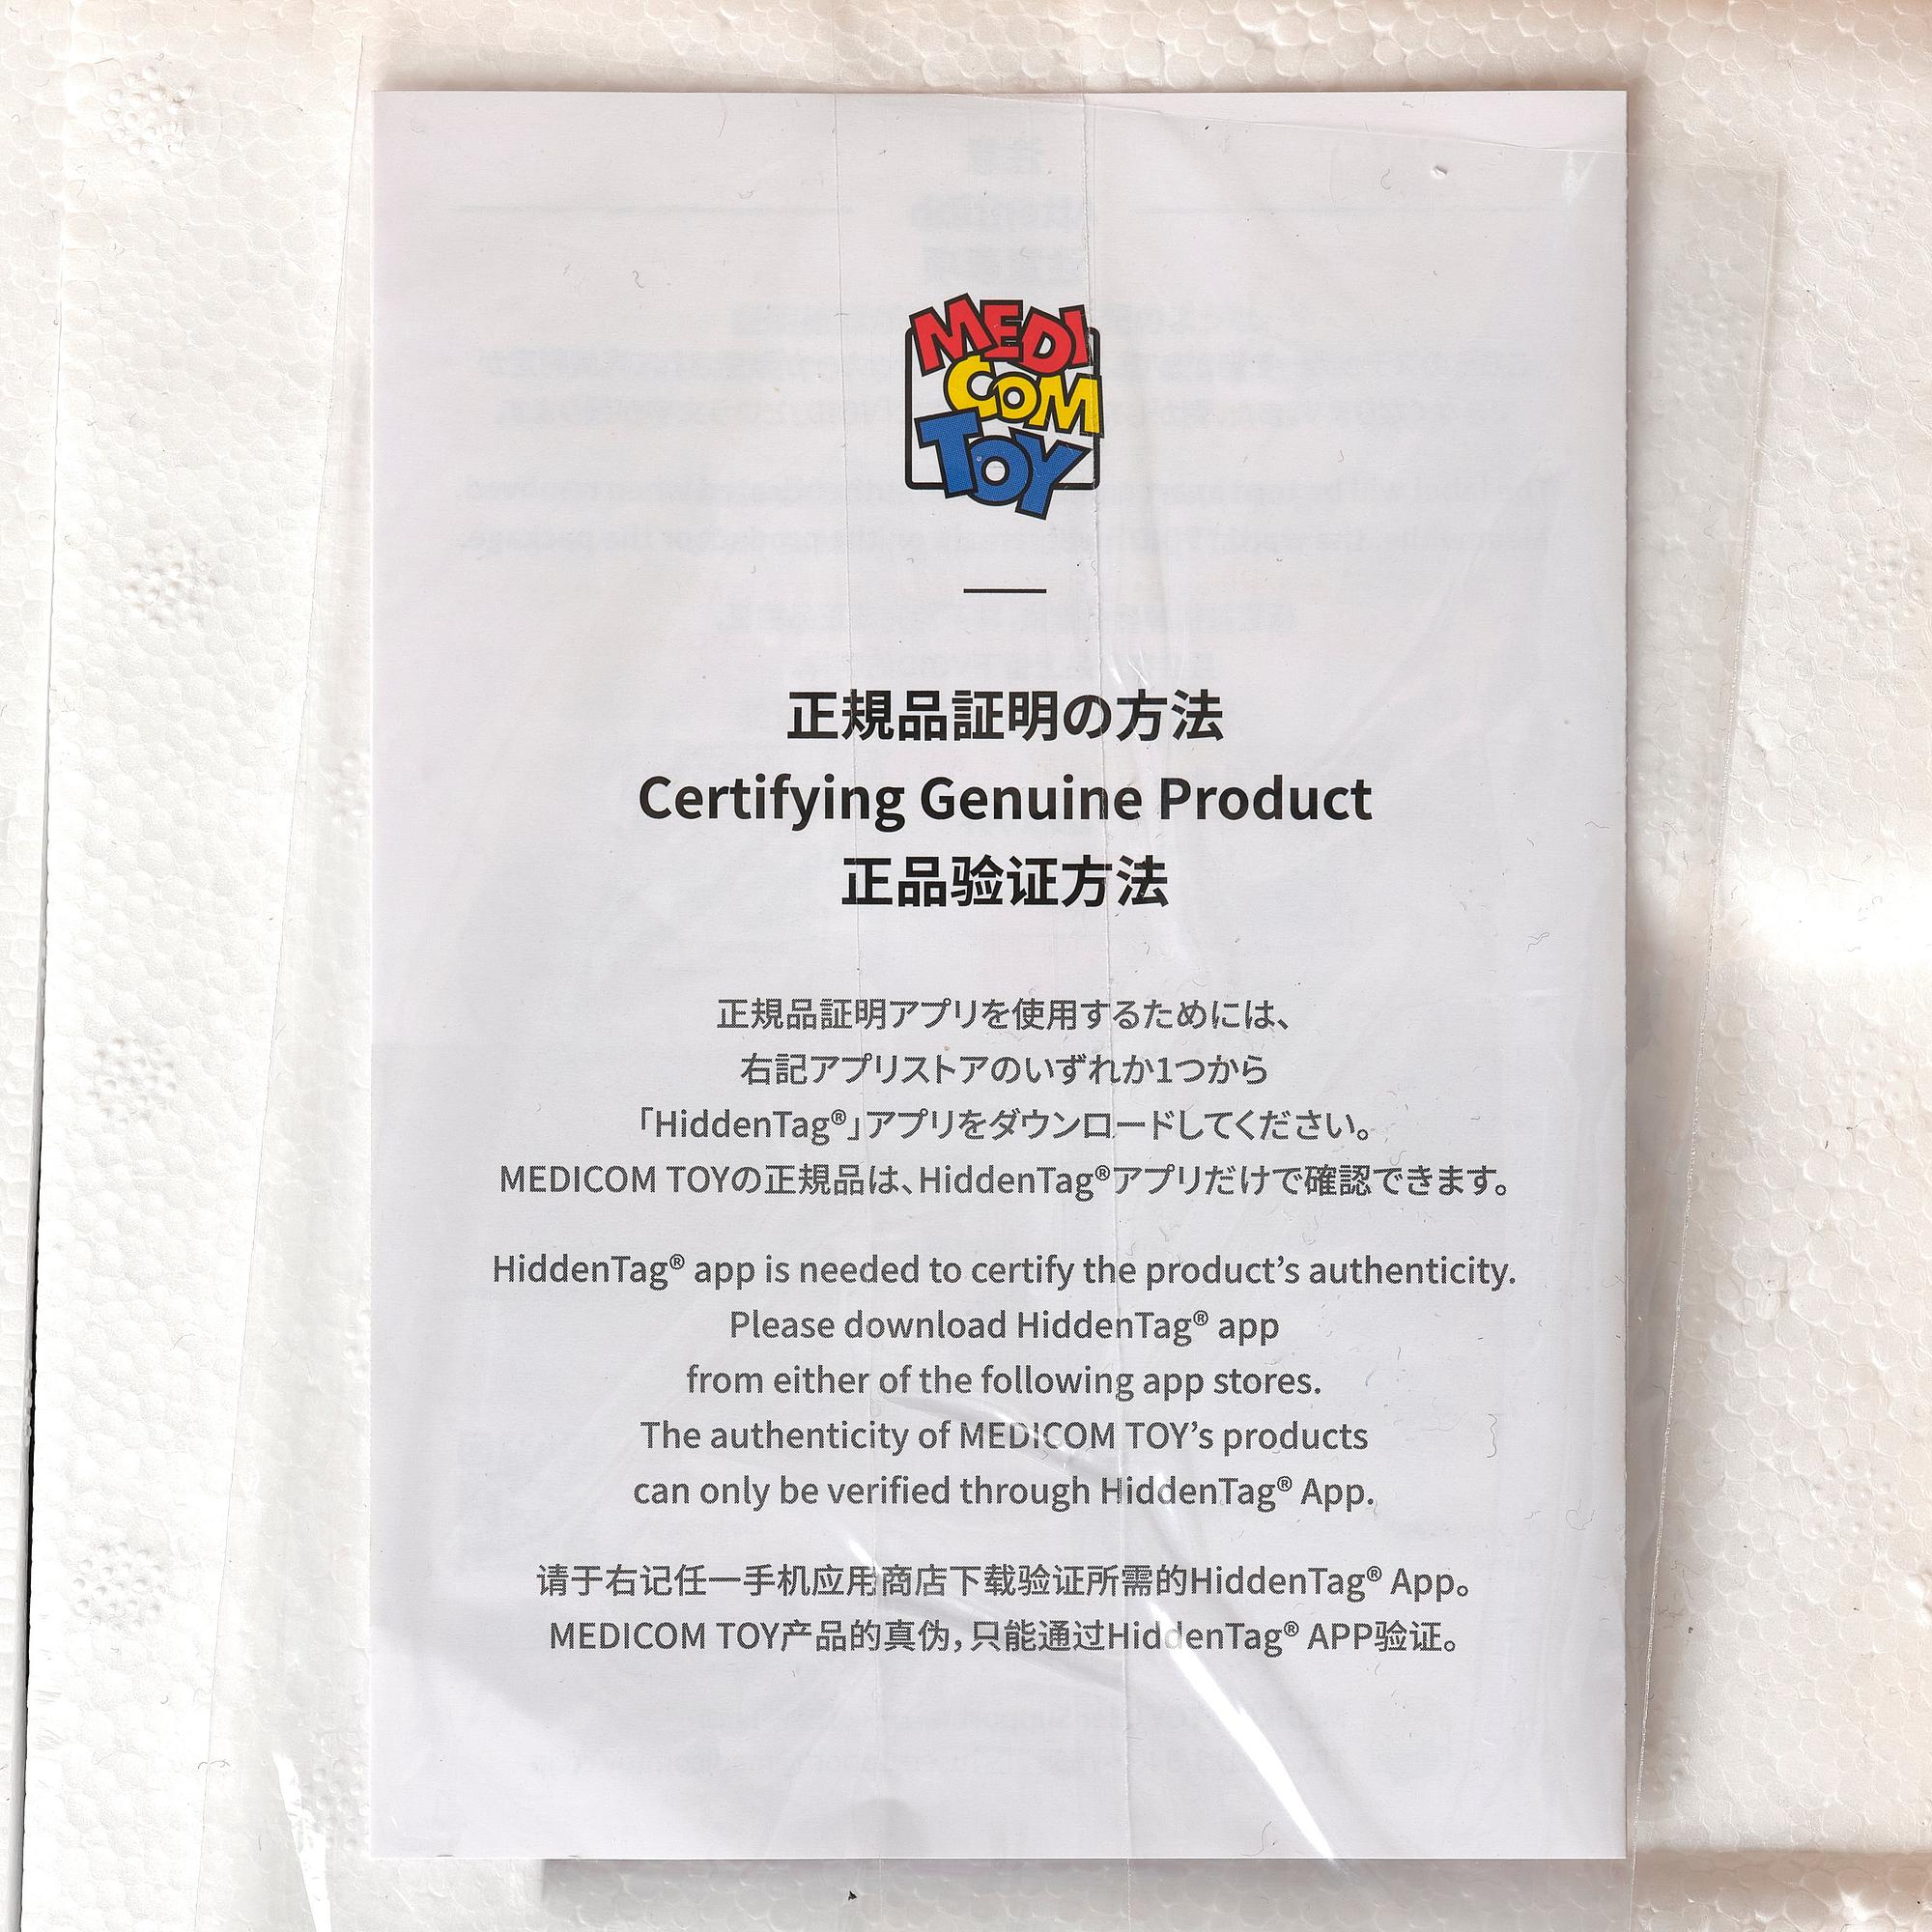 MEDI
COM
TOY
正規品証明の方法
Certifying Genuine Product
正品验证方法
正規品証明アプリを使用するためには、
右記アプリストアのいずれか1つから
「HiddenTag®」アプリをダウンロードしてください。
MEDICOM TOYの正規品は、HiddenTag®アプリだけで確認できます。
HiddenTag® app is needed to certify the product’s authenticity.
Please download HiddenTag® app
from either of the following app stores.
The authenticity of MEDICOM TOY’s products
can only be verified through HiddenTag® App.
请于右记任一手机应用商店下载验证所需的HiddenTag® App。
MEDICOM TOY产品的真伪，只能通过HiddenTag® APP验证。